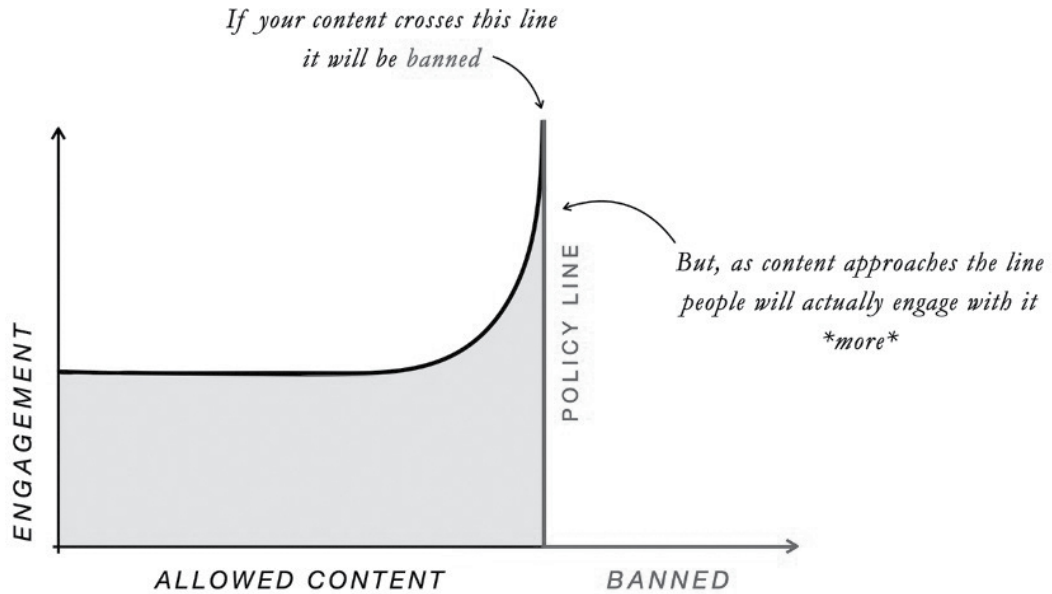 If your content crosses this line
it will be banned
But, as content approaches the line
people will actually engage with it
*more*
POLICY LINE
ENGAGEMENT
ALLOWED CONTENT
BANNED